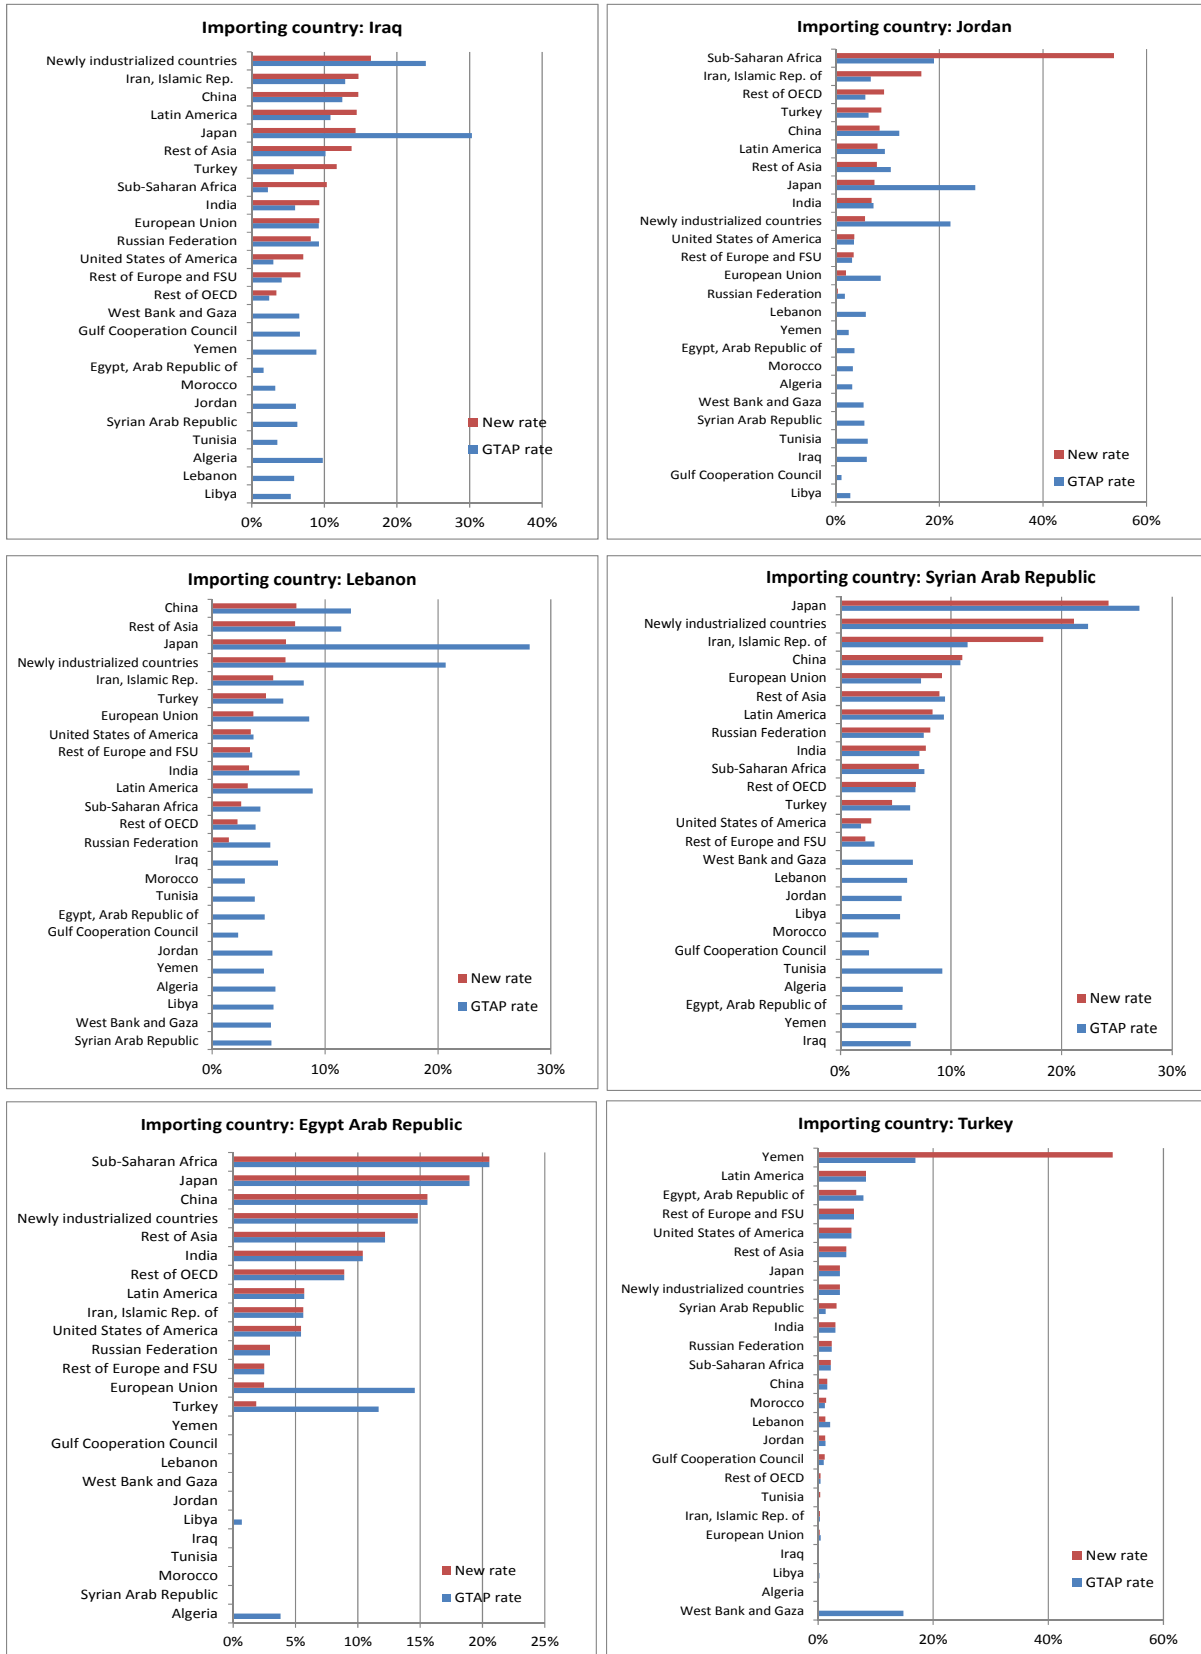 Importing country: Iraq
Newly industrialized countries
Iran, Islamic Rep.
China
Latin America
Japan
Rest of Asia
Turkey
Sub-Saharan Africa
India
European Union
Russian Federation
United States of America
Rest of Europe and FSU
Rest of OECD
West Bank and Gaza
Gulf Cooperation Council
Yemen
Egypt, Arab Republic of
Morocco
Jordan
Syrian Arab Republic
Tunisia
Algeria
Lebanon
Libya
New rate
GTAP rate
0% 10% 20% 30% 40%
Importing country: Jordan
Sub-Saharan Africa
Iran, Islamic Rep. of
Rest of OECD
Turkey
China
Latin America
Rest of Asia
Japan
India
Newly industrialized countries
United States of America
Rest of Europe and FSU
European Union
Russian Federation
Lebanon
Yemen
Egypt, Arab Republic of
Morocco
Algeria
West Bank and Gaza
Syrian Arab Republic
Tunisia
Iraq
Gulf Cooperation Council
Libya
New rate
GTAP rate
0% 20% 40% 60%
Importing country: Lebanon
China
Rest of Asia
Japan
Newly industrialized countries
Iran, Islamic Rep.
Turkey
European Union
United States of America
Rest of Europe and FSU
India
Latin America
Sub-Saharan Africa
Rest of OECD
Russian Federation
Iraq
Morocco
Tunisia
Egypt, Arab Republic of
Gulf Cooperation Council
Jordan
Yemen
Algeria
Libya
West Bank and Gaza
Syrian Arab Republic
New rate
GTAP rate
0% 10% 20% 30%
Importing country: Syrian Arab Republic
Japan
Newly industrialized countries
Iran, Islamic Rep. of
China
European Union
Rest of Asia
Latin America
Russian Federation
India
Sub-Saharan Africa
Rest of OECD
Turkey
United States of America
Rest of Europe and FSU
West Bank and Gaza
Lebanon
Jordan
Libya
Morocco
Gulf Cooperation Council
Tunisia
Algeria
Egypt, Arab Republic of
Yemen
Iraq
New rate
GTAP rate
0% 10% 20% 30%
Importing country: Egypt Arab Republic
Sub-Saharan Africa
Japan
China
Newly industrialized countries
Rest of Asia
India
Rest of OECD
Latin America
Iran, Islamic Rep. of
United States of America
Russian Federation
Rest of Europe and FSU
European Union
Turkey
Yemen
Gulf Cooperation Council
Lebanon
West Bank and Gaza
Jordan
Libya
Iraq
Tunisia
Morocco
Syrian Arab Republic
Algeria
New rate
GTAP rate
0% 5% 10% 15% 20% 25%
Importing country: Turkey
Yemen
Latin America
Egypt, Arab Republic of
Rest of Europe and FSU
United States of America
Rest of Asia
Japan
Newly industrialized countries
Syrian Arab Republic
India
Russian Federation
Sub-Saharan Africa
China
Morocco
Lebanon
Jordan
Gulf Cooperation Council
Rest of OECD
Tunisia
Iran, Islamic Rep. of
European Union
Iraq
Libya
Algeria
West Bank and Gaza
New rate
GTAP rate
0% 20% 40% 60%